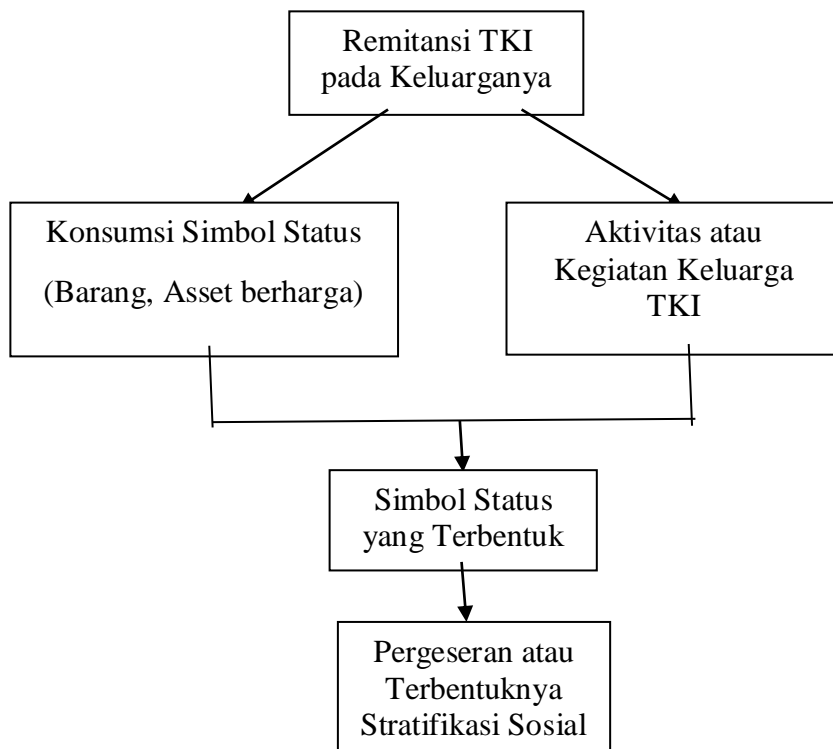 Remitansi TKI
pada Keluarganya
Konsumsi Simbol Status
(Barang, Asset berharga)
Aktivitas atau
Kegiatan Keluarga
TKI
Simbol Status
yang Terbentuk
Pergeseran atau
Terbentuknya
Stratifikasi Sosial